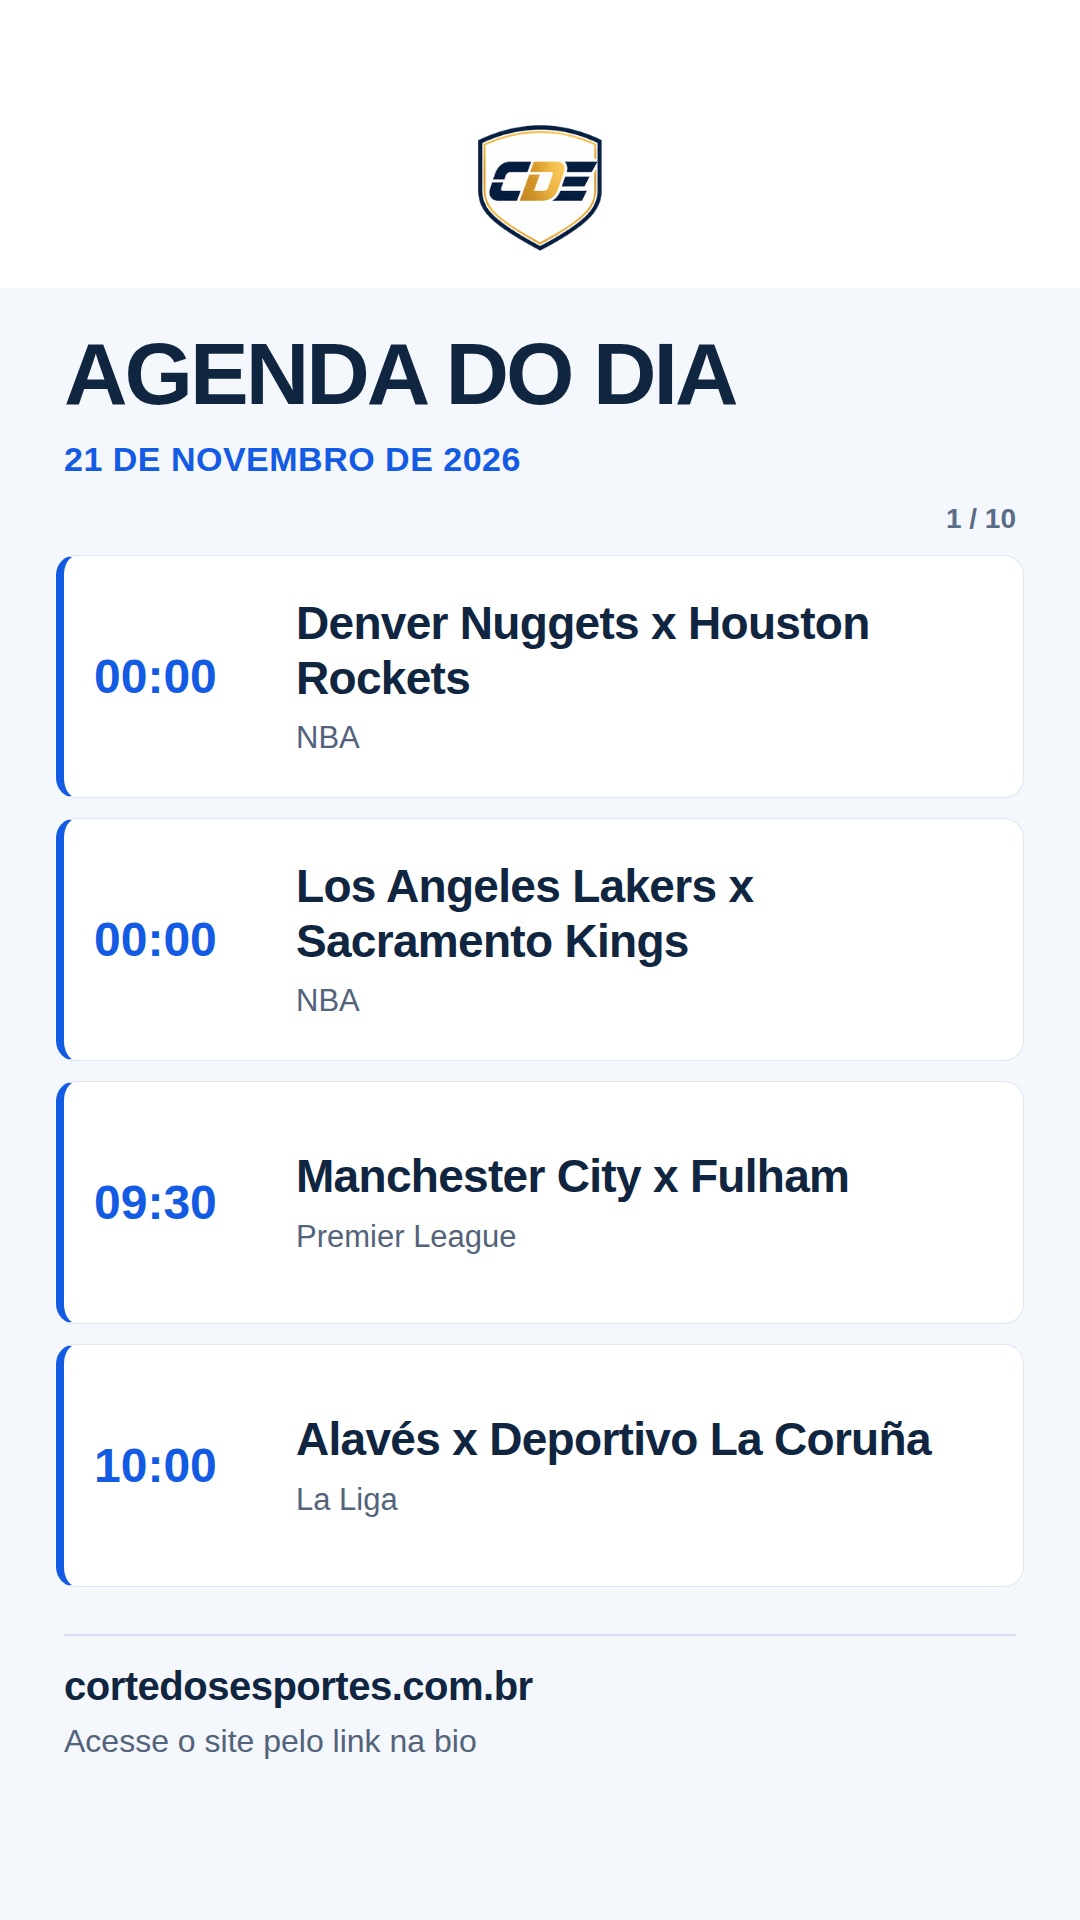 CDE
AGENDA DO DIA
21 DE NOVEMBRO DE 2026
1 / 10
00:00
Denver Nuggets x Houston
Rockets
NBA
00:00
Los Angeles Lakers x
Sacramento Kings
NBA
09:30
Manchester City x Fulham
Premier League
10:00
Alavés x Deportivo La Coruña
La Liga
cortedosesportes.com.br
Acesse o site pelo link na bio